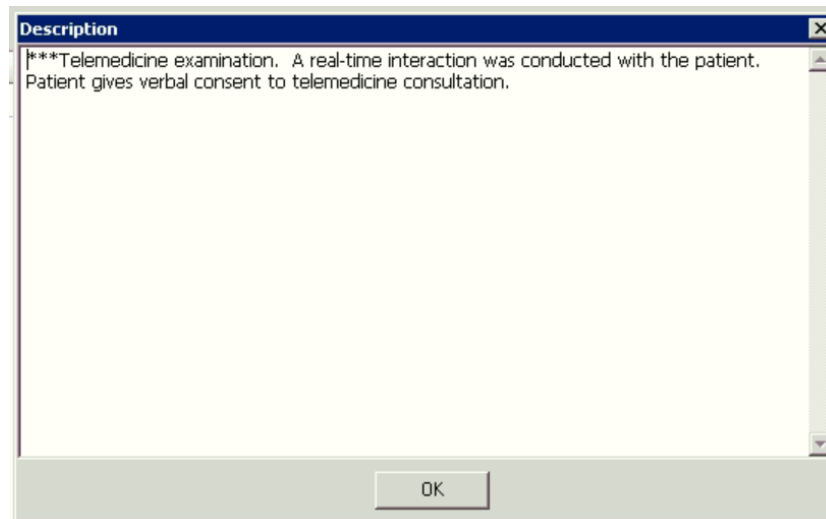 Description
***Telemedicine examination.  A real-time interaction was conducted with the patient.
Patient gives verbal consent to telemedicine consultation.
OK